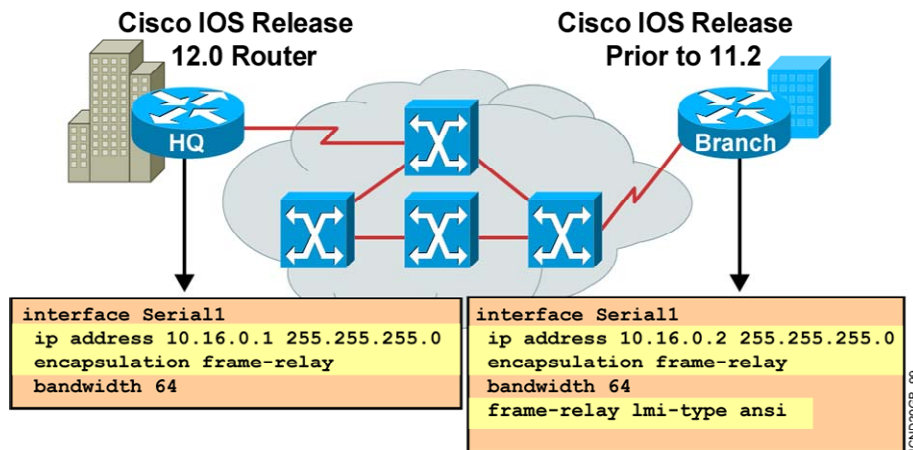 Cisco IOS Release
12.0 Router
Cisco IOS Release
Prior to 11.2
HQ
Branch
interface Serial1
ip address 10.16.0.1 255.255.255.0
encapsulation frame-relay
bandwidth 64
interface Serial1
ip address 10.16.0.2 255.255.255.0
encapsulation frame-relay
bandwidth 64
frame-relay lmi-type ansi